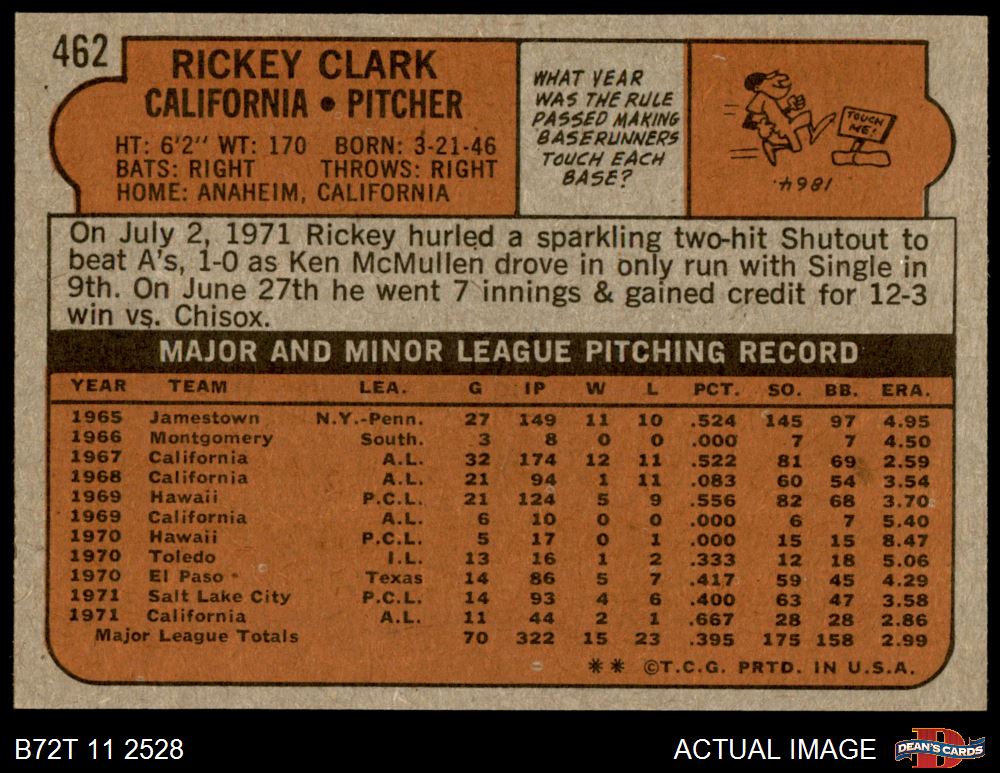 462
RICKEY CLARK
CALIFORNIA • PITCHER
HT: 6'2" WT: 170 BORN: 3-21-46
BATS: RIGHT THROWS: RIGHT
HOME: ANAHEIM, CALIFORNIA
WHAT YEAR
WAS THE RULE
PASSED MAKING
BASERUNNERS
TOUCH EACH
BASE?
TOUCH
ME!
1864.
On July 2, 1971 Rickey hurled a sparkling two-hit Shutout to
beat A's, 1-0 as Ken McMullen drove in only run with Single in
9th. On June 27th he went 7 innings & gained credit for 12-3
win vs. Chisox.
MAJOR AND MINOR LEAGUE PITCHING RECORD
YEAR TEAM LEA. G IP W L PCT. SO. BB. ERA.
1965 Jamestown N.Y.-Penn. 27 149 11 10 .524 145 97 4.95
1966 Montgomery South. 3 8 0 0 .000 7 7 4.50
1967 California A.L. 32 174 12 11 .522 81 69 2.59
1968 California A.L. 21 94 1 11 .083 60 54 3.54
1969 Hawaii P.C.L. 21 124 5 9 .556 82 68 3.70
1969 California A.L. 6 10 0 0 .000 6 7 5.40
1970 Hawaii P.C.L. 5 17 0 1 .000 15 15 8.47
1970 Toledo I.L. 13 16 1 2 .333 12 18 5.06
1970 El Paso Texas 14 86 5 7 .417 59 45 4.29
1971 Salt Lake City P.C.L. 14 93 4 6 .400 63 47 3.58
1971 California A.L. 11 44 2 1 .667 28 28 2.86
Major League Totals 70 322 15 23 .395 175 158 2.99
** ©T.C.G. PRTD. IN U.S.A.
B72T 11 2528
ACTUAL IMAGE
DEAN'S CARDS